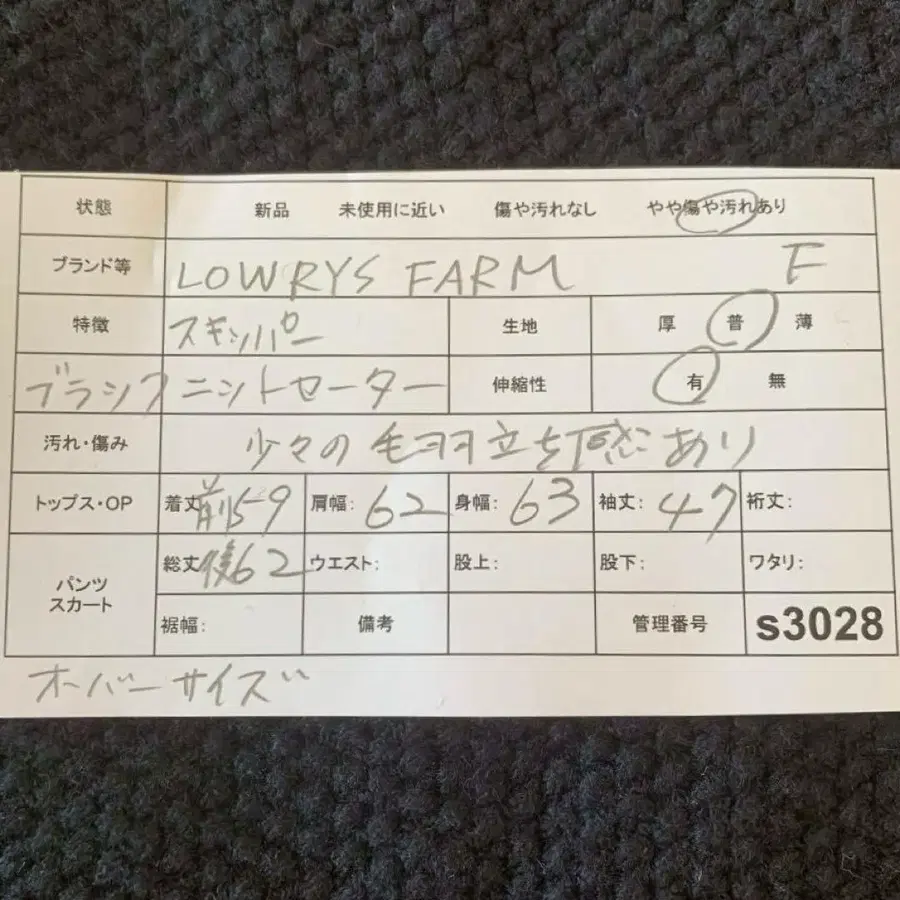 状態 新品 未使用に近い 傷や汚れなし やや傷や汚れあり
ブランド等 LOWRYS FARM F
特徴 スキッパー 生地 厚 普 薄
ブラック ニットセーター 伸縮性 有 無
汚れ・傷み 少々の毛羽立ち感あり
トップス・OP 着丈 前59 肩幅: 62 身幅: 63 袖丈: 47 裄丈:
パンツ スカート 総丈 後62 ウエスト: 股上: 股下: ワタリ:
裾幅: 備考 管理番号 s3028
オーバーサイズ